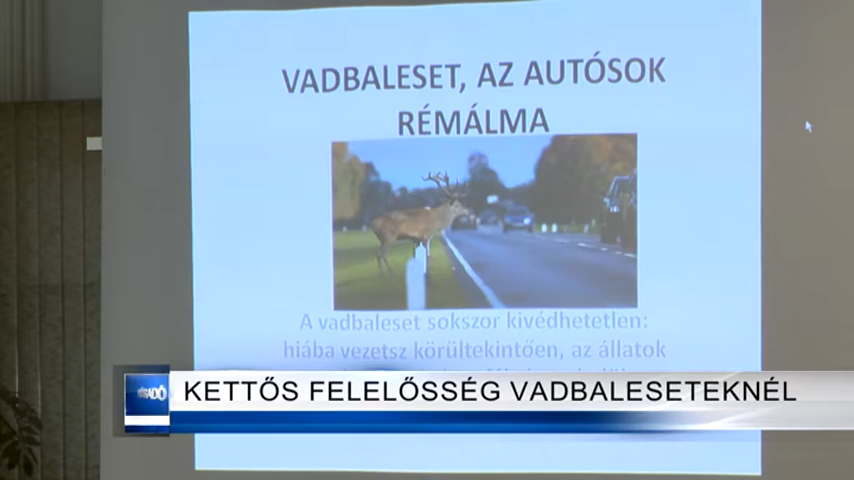 VADBALESET, AZ AUTÓSOK
RÉMÁLMA
A vadbaleset sokszor kivédhetetlen:
hiába vezetsz körültekintően, az állatok
KETTŐS FELELŐSSÉG VADBALESETEKNÉL